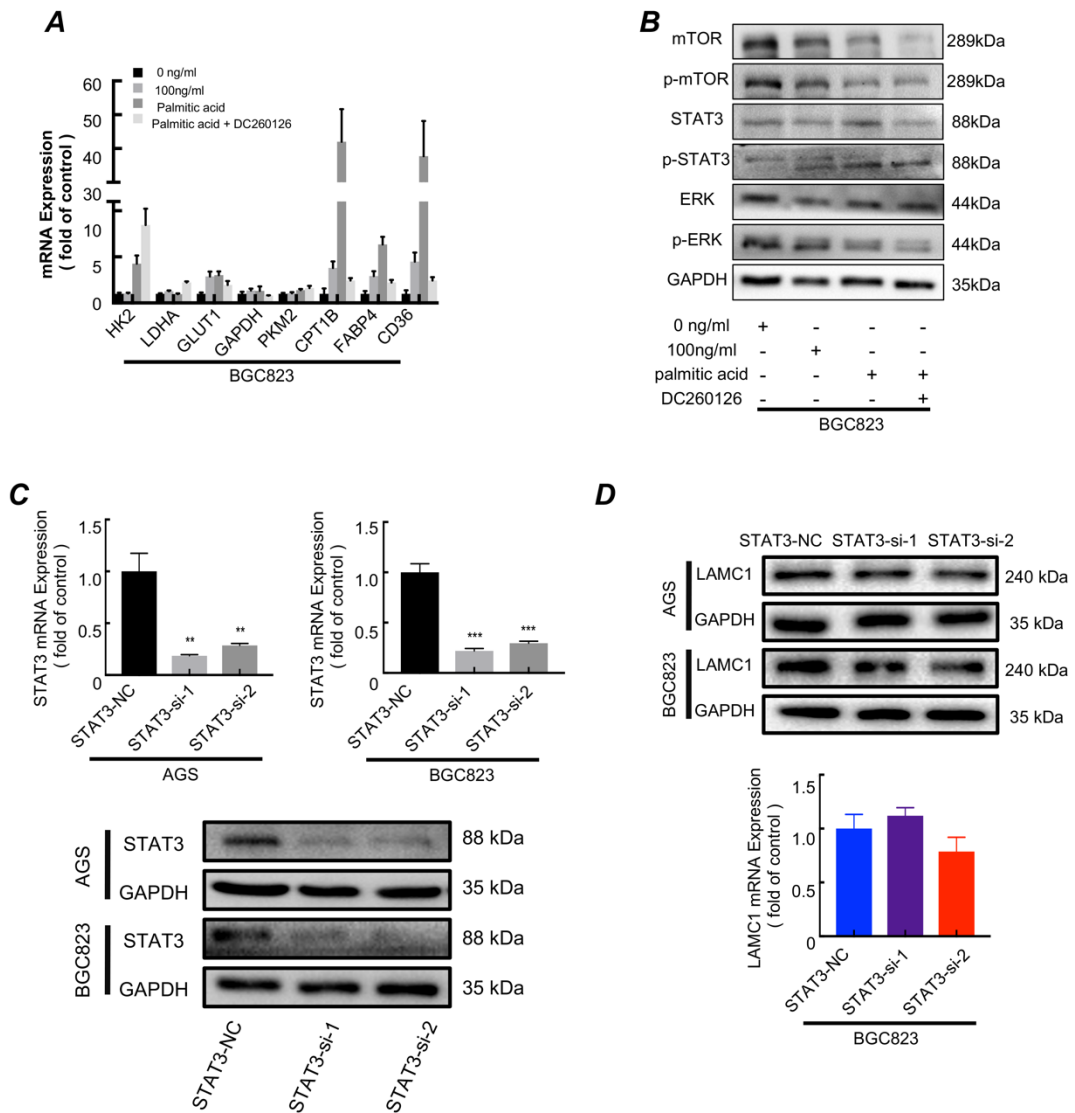 A
0 ng/ml
100ng/ml
Palmitic acid
Palmitic acid + DC260126
mRNA Expression
( fold of control )
60
50
40
30
10
5
0
HK2
LDHA
GLUT1
GAPDH
PKM2
CPT1B
FABP4
CD36
BGC823
B
mTOR 289kDa
p-mTOR 289kDa
STAT3 88kDa
p-STAT3 88kDa
ERK 44kDa
p-ERK 44kDa
GAPDH 35kDa
0 ng/ml + - - -
100ng/ml - + - -
palmitic acid - - + +
DC260126 - - - +
BGC823
C
STAT3 mRNA Expression
( fold of control )
1.5
1.0
0.5
0
** **
STAT3-NC
STAT3-si-1
STAT3-si-2
AGS
STAT3 mRNA Expression
( fold of control )
1.5
1.0
0.5
0
*** ***
STAT3-NC
STAT3-si-1
STAT3-si-2
BGC823
AGS
STAT3 88 kDa
GAPDH 35 kDa
BGC823
STAT3 88 kDa
GAPDH 35 kDa
STAT3-NC
STAT3-si-1
STAT3-si-2
D
STAT3-NC STAT3-si-1 STAT3-si-2
AGS
LAMC1 240 kDa
GAPDH 35 kDa
BGC823
LAMC1 240 kDa
GAPDH 35 kDa
LAMC1 mRNA Expression
( fold of control )
1.5
1.0
0.5
0
STAT3-NC
STAT3-si-1
STAT3-si-2
BGC823